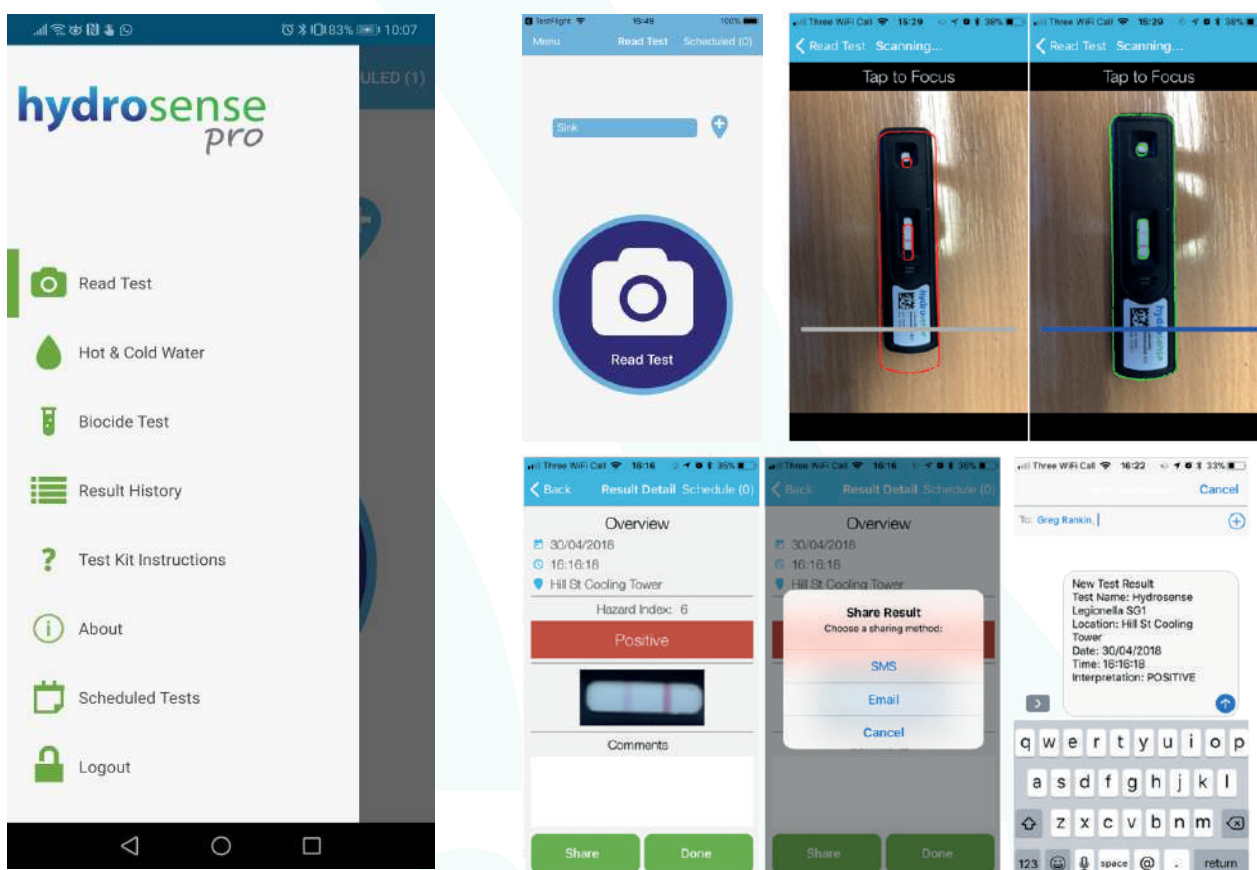 83% 10:07
ULED (1)
hydrosense
pro
Read Test
Hot & Cold Water
Biocide Test
Result History
Test Kit Instructions
About
Scheduled Tests
Logout
TestFlight 15:49 100%
Menu Read Test Scheduled (0)
Sink
Read Test
Three WiFi Call 15:29 38%
Read Test Scanning...
Tap to Focus
hydrosense
Three WiFi Call 15:29 38%
Read Test Scanning...
Tap to Focus
hydrosense
Three WiFi Call 16:16 35%
Back Result Detail Schedule (0)
Overview
30/04/2018
16:16:18
Hill St Cooling Tower
Hazard Index: 6
Positive
Comments
Share Done
Three WiFi Call 16:16 35%
Back Result Detail Schedule (0)
Overview
30/04/2018
16:16:18
Hill St Cooling Tower
Share Result
Choose a sharing method:
SMS
Email
Cancel
Share Done
Three WiFi Call 16:22 33%
Cancel
To: Greg Rankin,
New Test Result
Test Name: Hydrosense
Legionella SG1
Location: Hill St Cooling
Tower
Date: 30/04/2018
Time: 16:16:18
Interpretation: POSITIVE
q w e r t y u i o p
a s d f g h j k l
z x c v b n m
123 space @ . return